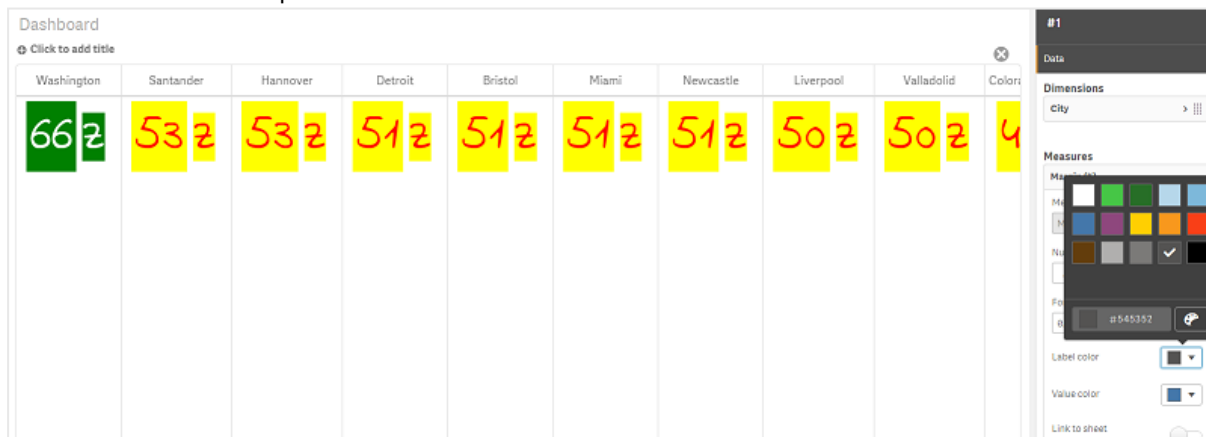 Dashboard
Click to add title
Washington Santander Hannover Detroit Bristol Miami Newcastle Liverpool Valladolid
66 z 53 z 53 z 51 z 51 z 51 z 51 z 50 z 50 z
#1
Data
Dimensions
City
Measures
#545352
Label color
Value color
Link to sheet